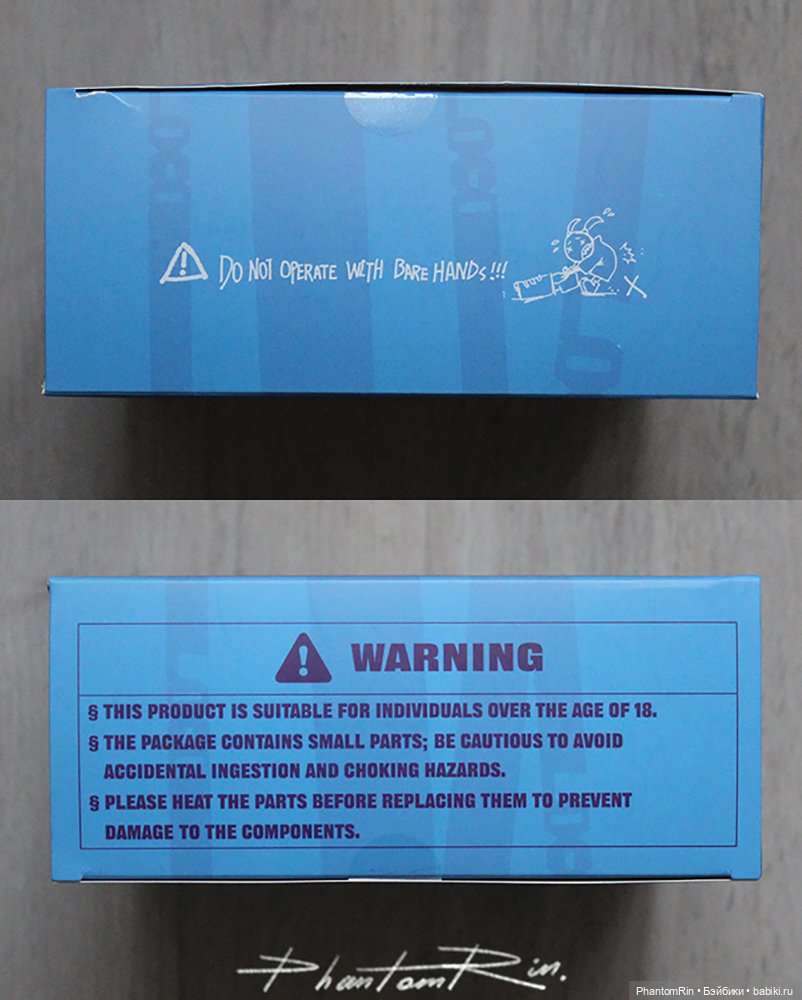 ⚠ DO NOT OPERATE WITH BARE HANDS!!!
⚠ WARNING
§ THIS PRODUCT IS SUITABLE FOR INDIVIDUALS OVER THE AGE OF 18.
§ THE PACKAGE CONTAINS SMALL PARTS; BE CAUTIOUS TO AVOID
ACCIDENTAL INGESTION AND CHOKING HAZARDS.
§ PLEASE HEAT THE PARTS BEFORE REPLACING THEM TO PREVENT
DAMAGE TO THE COMPONENTS.
PhantomRin.
PhantomRin • Бэйбики • babiki.ru